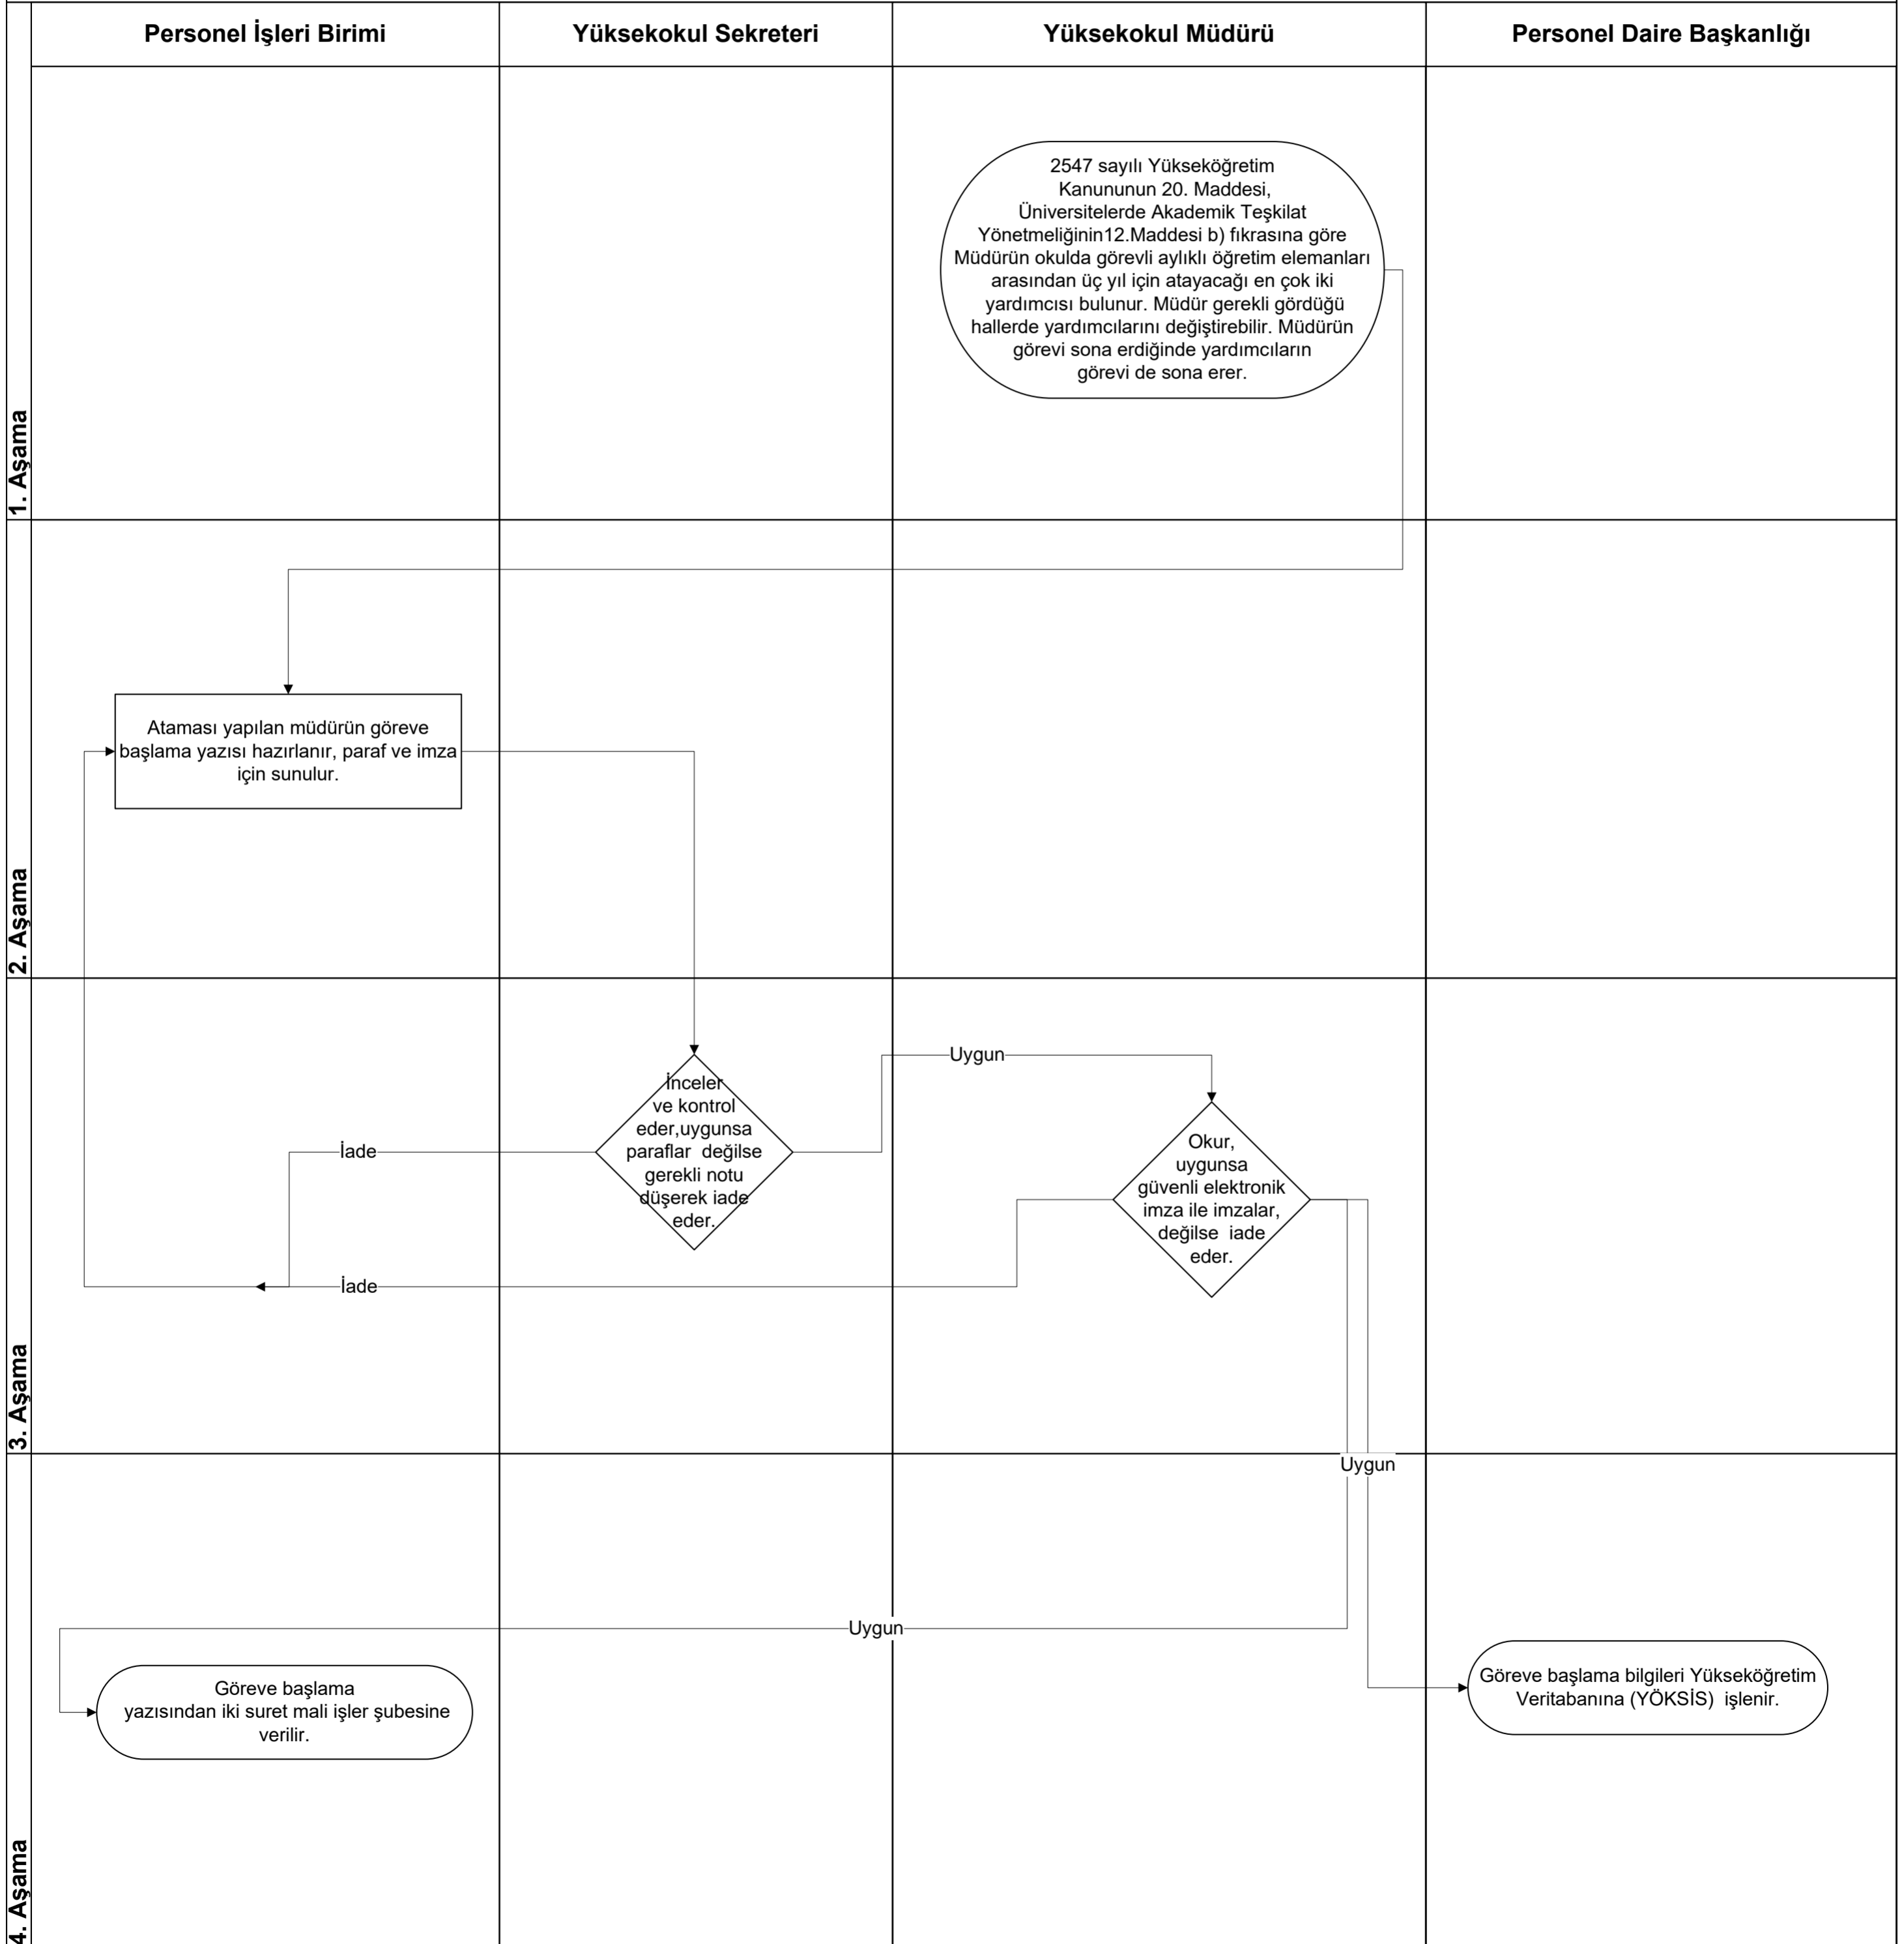 Personel İşleri Birimi
Yüksekokul Sekreteri
Yüksekokul Müdürü
Personel Daire Başkanlığı
1. Aşama
2547 sayılı Yükseköğretim
Kanununun 20. Maddesi,
Üniversitelerde Akademik Teşkilat
Yönetmeliğinin12.Maddesi b) fıkrasına göre
Müdürün okulda görevli aylıklı öğretim elemanları
arasından üç yıl için atayacağı en çok iki
yardımcısı bulunur. Müdür gerekli gördüğü
hallerde yardımcılarını değiştirebilir. Müdürün
görevi sona erdiğinde yardımcıların
görevi de sona erer.
2. Aşama
Ataması yapılan müdürün göreve
başlama yazısı hazırlanır, paraf ve imza
için sunulur.
3. Aşama
İnceler
ve kontrol
eder,uygunsa
paraflar  değilse
gerekli notu
düşerek iade
eder.
Uygun
İade
Okur,
uygunsa
güvenli elektronik
imza ile imzalar,
değilse  iade
eder.
İade
Uygun
4. Aşama
Uygun
Göreve başlama
yazısından iki suret mali işler şubesine
verilir.
Göreve başlama bilgileri Yükseköğretim
Veritabanına (YÖKSİS)  işlenir.